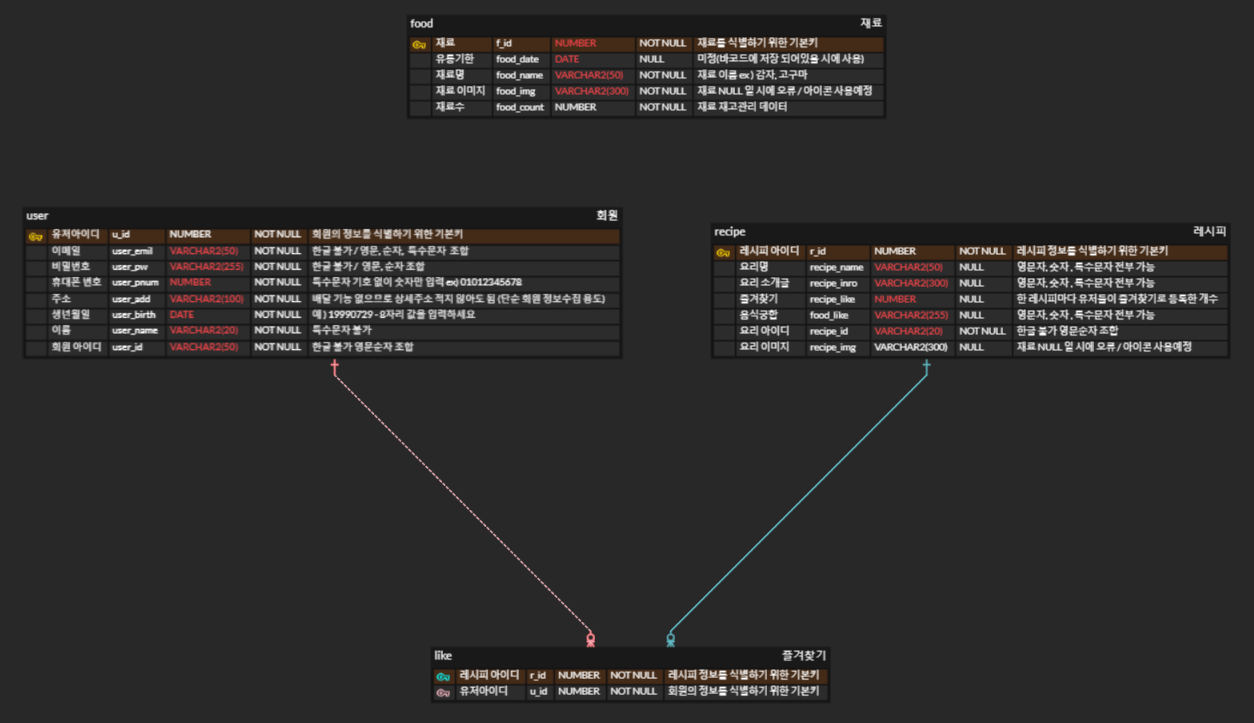 food 재료
재료 f_id NUMBER NOT NULL 재료를 식별하기 위한 기본키
유통기한 food_date DATE NULL 미정(바코드에 저장 되어있을 시에 사용)
재료명 food_name VARCHAR2(50) NOT NULL 재료 이름 ex) 감자, 고구마
재료 이미지 food_img VARCHAR2(300) NOT NULL 재료 NULL 일 시에 오류 / 아이콘 사용예정
재료수 food_count NUMBER NOT NULL 재료 재고관리 데이터
user 회원
유저아이디 u_id NUMBER NOT NULL 회원의 정보를 식별하기 위한 기본키
이메일 user_emil VARCHAR2(50) NOT NULL 한글 불가 / 영문, 순자, 특수문자 조합
비밀번호 user_pw VARCHAR2(255) NOT NULL 한글 불가 / 영문, 순자 조합
휴대폰 번호 user_pnum NUMBER NOT NULL 특수문자 기호 없이 숫자만 입력 ex) 01012345678
주소 user_add VARCHAR2(100) NOT NULL 배달 기능 없으므로 상세주소 적지 않아도 됨 (단순 회원 정보수집 용도)
생년월일 user_birth DATE NOT NULL 예 ) 19990729 - 8자리 값을 입력하세요
이름 user_name VARCHAR2(20) NOT NULL 특수문자 불가
회원 아이디 user_id VARCHAR2(50) NOT NULL 한글 불가 영문순자 조합
recipe 레시피
레시피 아이디 r_id NUMBER NOT NULL 레시피 정보를 식별하기 위한 기본키
요리명 recipe_name VARCHAR2(50) NULL 영문자, 숫자, 특수문자 전부 가능
요리 소개글 recipe_inro VARCHAR2(300) NULL 영문자, 숫자, 특수문자 전부 가능
즐겨찾기 recipe_like NUMBER NULL 한 레시피마다 유저들이 즐겨찾기로 등록한 개수
음식궁합 food_like VARCHAR2(255) NULL 영문자, 숫자, 특수문자 전부 가능
요리 아이디 recipe_id VARCHAR2(20) NOT NULL 한글 불가 영문순자 조합
요리 이미지 recipe_img VARCHAR2(300) NULL 재료 NULL 일 시에 오류 / 아이콘 사용예정
like 즐겨찾기
레시피 아이디 r_id NUMBER NOT NULL 레시피 정보를 식별하기 위한 기본키
유저아이디 u_id NUMBER NOT NULL 회원의 정보를 식별하기 위한 기본키